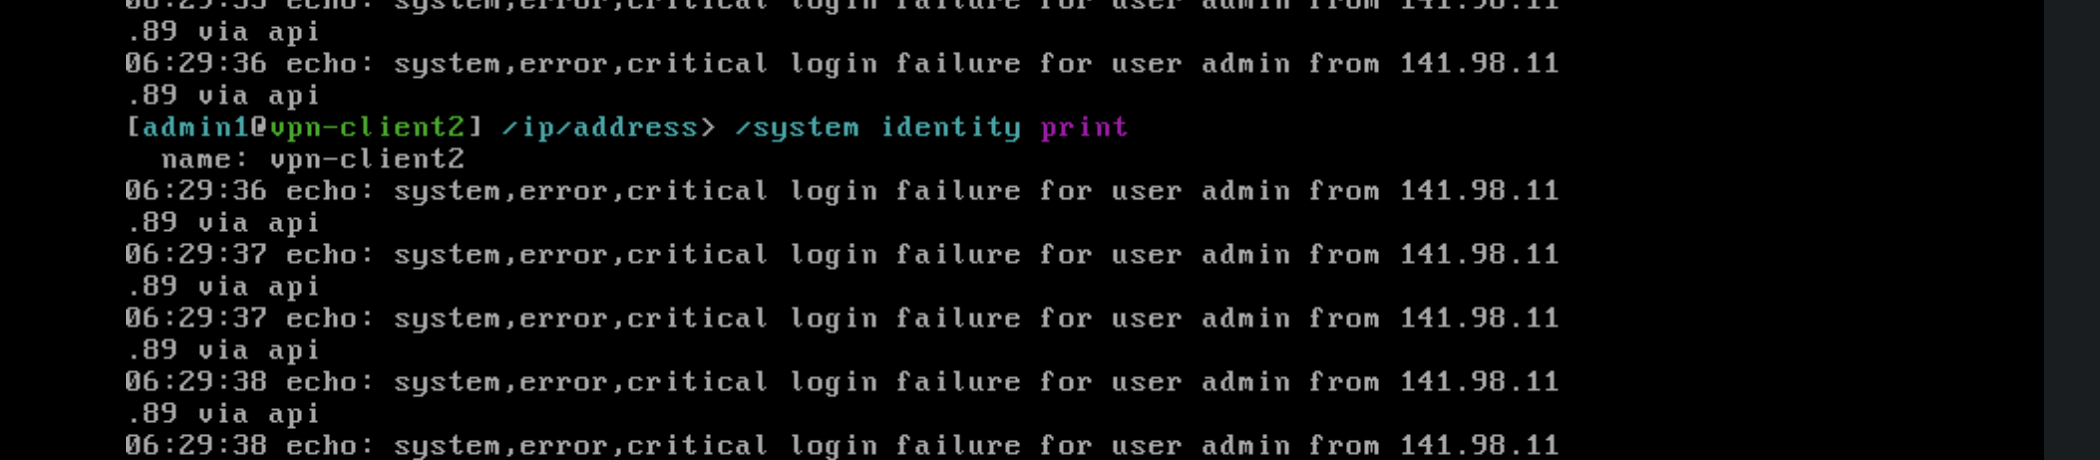 06:29:35 echo: system,error,critical login failure for user admin from 141.98.11
.89 via api
06:29:36 echo: system,error,critical login failure for user admin from 141.98.11
.89 via api
[admin1@vpn-client2] /ip/address> /system identity print
  name: vpn-client2
06:29:36 echo: system,error,critical login failure for user admin from 141.98.11
.89 via api
06:29:37 echo: system,error,critical login failure for user admin from 141.98.11
.89 via api
06:29:37 echo: system,error,critical login failure for user admin from 141.98.11
.89 via api
06:29:38 echo: system,error,critical login failure for user admin from 141.98.11
.89 via api
06:29:38 echo: system,error,critical login failure for user admin from 141.98.11